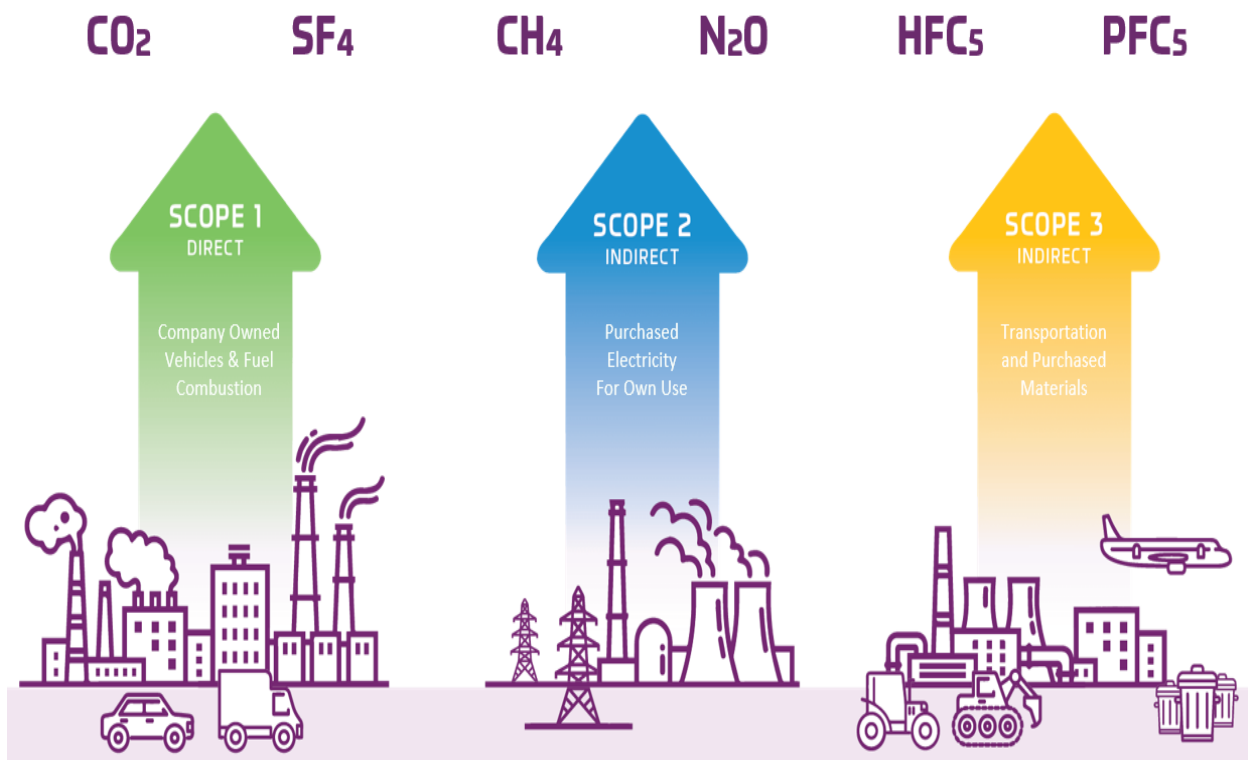 CO₂ SF₄ CH₄ N₂O HFC₅ PFC₅
SCOPE 1
DIRECT
Company Owned
Vehicles & Fuel
Combustion
SCOPE 2
INDIRECT
Purchased
Electricity
For Own Use
SCOPE 3
INDIRECT
Transportation
and Purchased
Materials